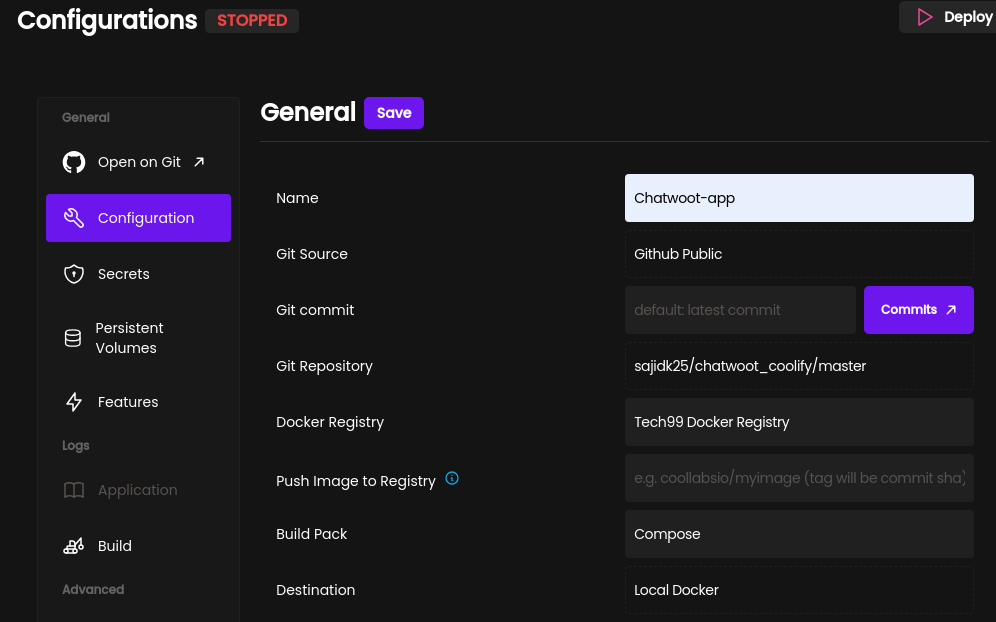 Configurations STOPPED
Deploy
General
Open on Git
Configuration
Secrets
Persistent
Volumes
Features
Logs
Application
Build
Advanced
General Save
Name Chatwoot-app
Git Source Github Public
Git commit default: latest commit Commits
Git Repository sajidk25/chatwoot_coolify/master
Docker Registry Tech99 Docker Registry
Push Image to Registry e.g. coollabsio/myimage (tag will be commit sha)
Build Pack Compose
Destination Local Docker